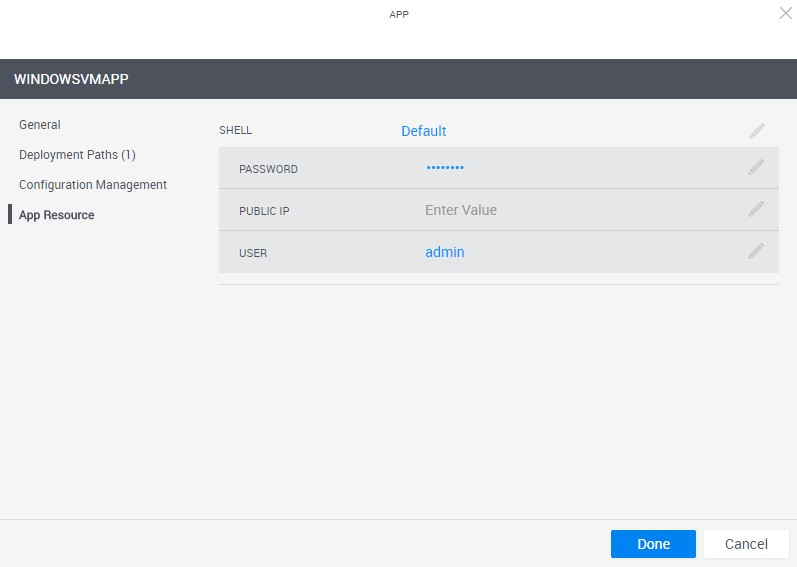 APP
WINDOWSVMAPP
General
Deployment Paths (1)
Configuration Management
App Resource
SHELL Default
PASSWORD ••••••••
PUBLIC IP Enter Value
USER admin
Done Cancel